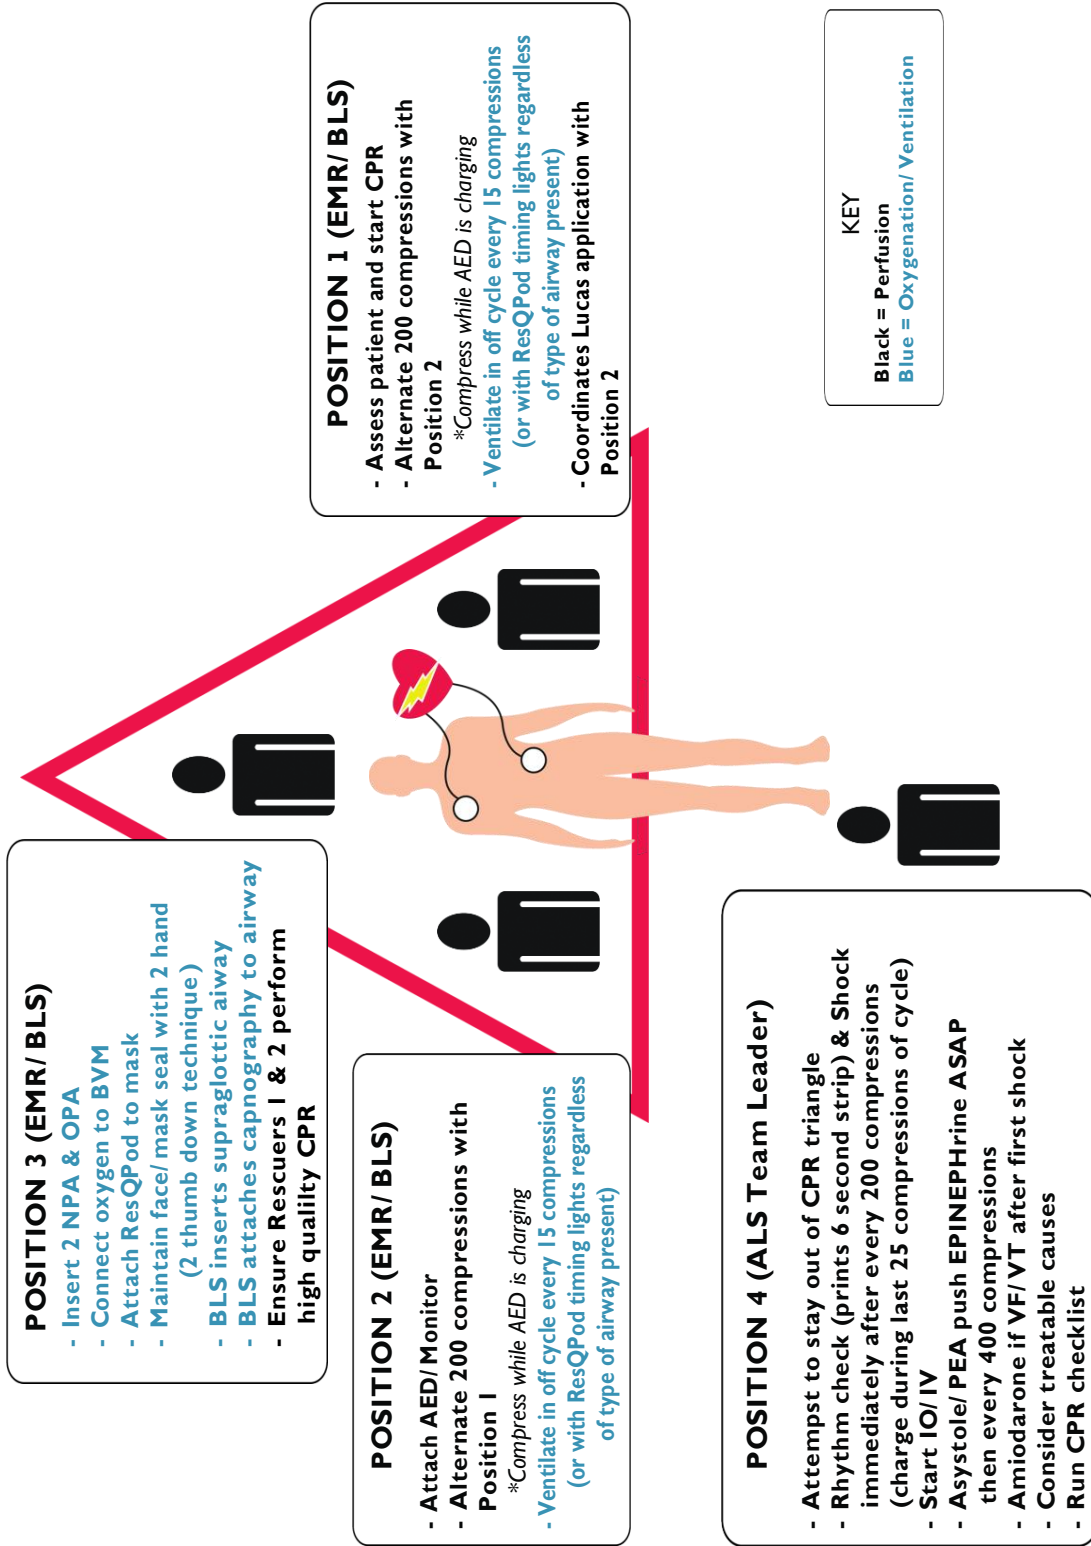 POSITION 3 (EMR/ BLS)
- Insert 2 NPA & OPA
- Connect oxygen to BVM
- Attach ResQPod to mask
- Maintain face/ mask seal with 2 hand
(2 thumb down technique)
- BLS inserts supraglottic aiway
- BLS attaches capnography to airway
- Ensure Rescuers 1 & 2 perform
high quality CPR
POSITION 1 (EMR/ BLS)
- Assess patient and start CPR
- Alternate 200 compressions with
Position 2
*Compress while AED is charging
- Ventilate in off cycle every 15 compressions
(or with ResQPod timing lights regardless
of type of airway present)
- Coordinates Lucas application with
Position 2
POSITION 2 (EMR/ BLS)
- Attach AED/ Monitor
- Alternate 200 compressions with
Position 1
*Compress while AED is charging
- Ventilate in off cycle every 15 compressions
(or with ResQPod timing lights regardless
of type of airway present)
POSITION 4 (ALS Team Leader)
- Attempst to stay out of CPR triangle
- Rhythm check (prints 6 second strip) & Shock
immediately after every 200 compressions
(charge during last 25 compressions of cycle)
- Start IO/ IV
- Asystole/ PEA push EPINEPHrine ASAP
then every 400 compressions
- Amiodarone if VF/ VT after first shock
- Consider treatable causes
- Run CPR checklist
KEY
Black = Perfusion
Blue = Oxygenation/ Ventilation